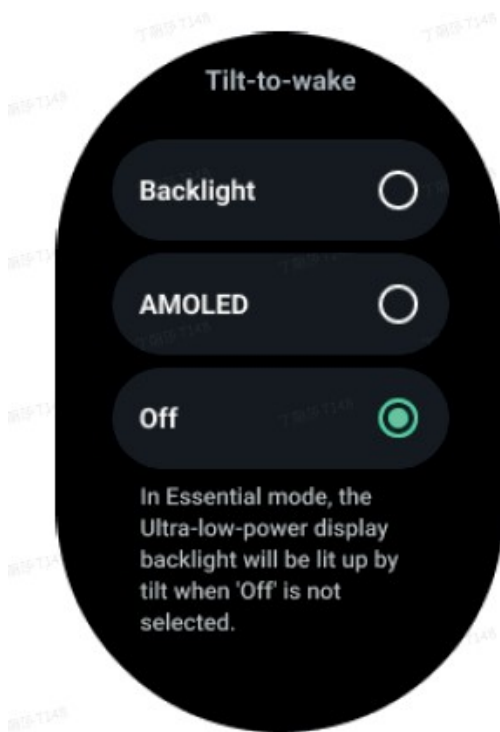 Tilt-to-wake
Backlight
AMOLED
Off
In Essential mode, the
Ultra-low-power display
backlight will be lit up by
tilt when 'Off' is not
selected.